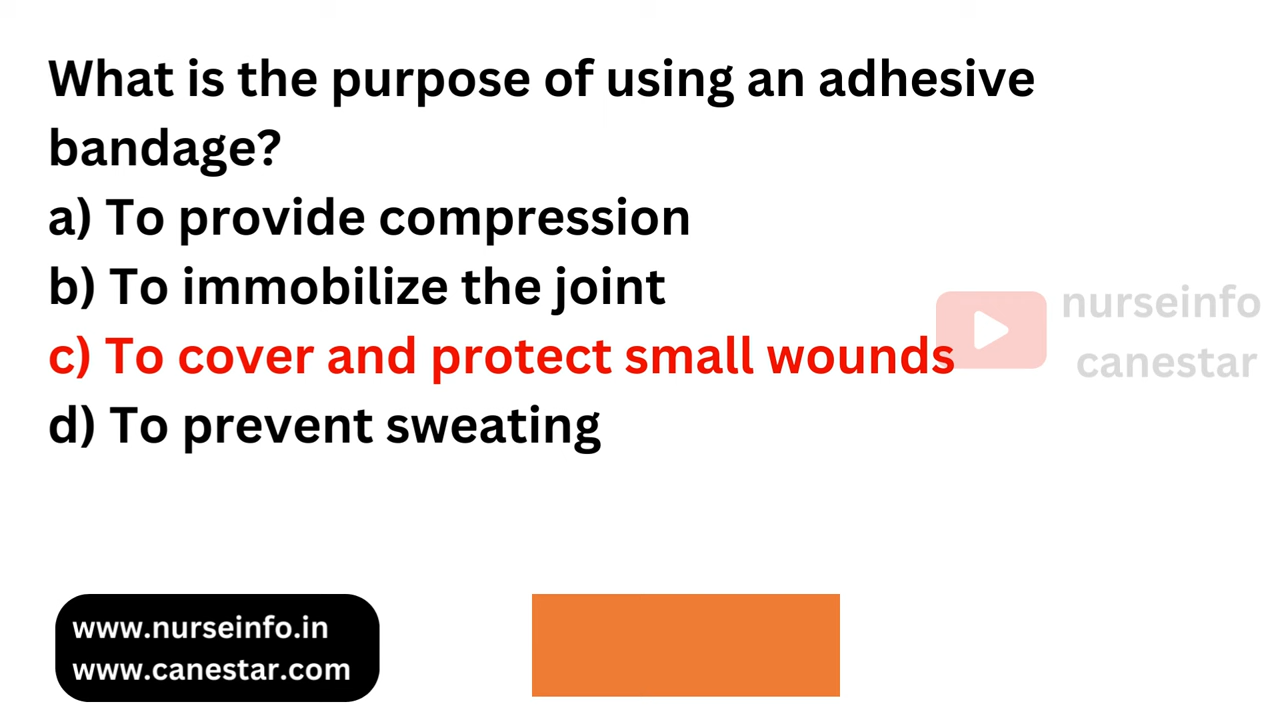 What is the purpose of using an adhesive
bandage?
a) To provide compression
b) To immobilize the joint
c) To cover and protect small wounds
d) To prevent sweating
nurseinfo
canestar
www.nurseinfo.in
www.canestar.com